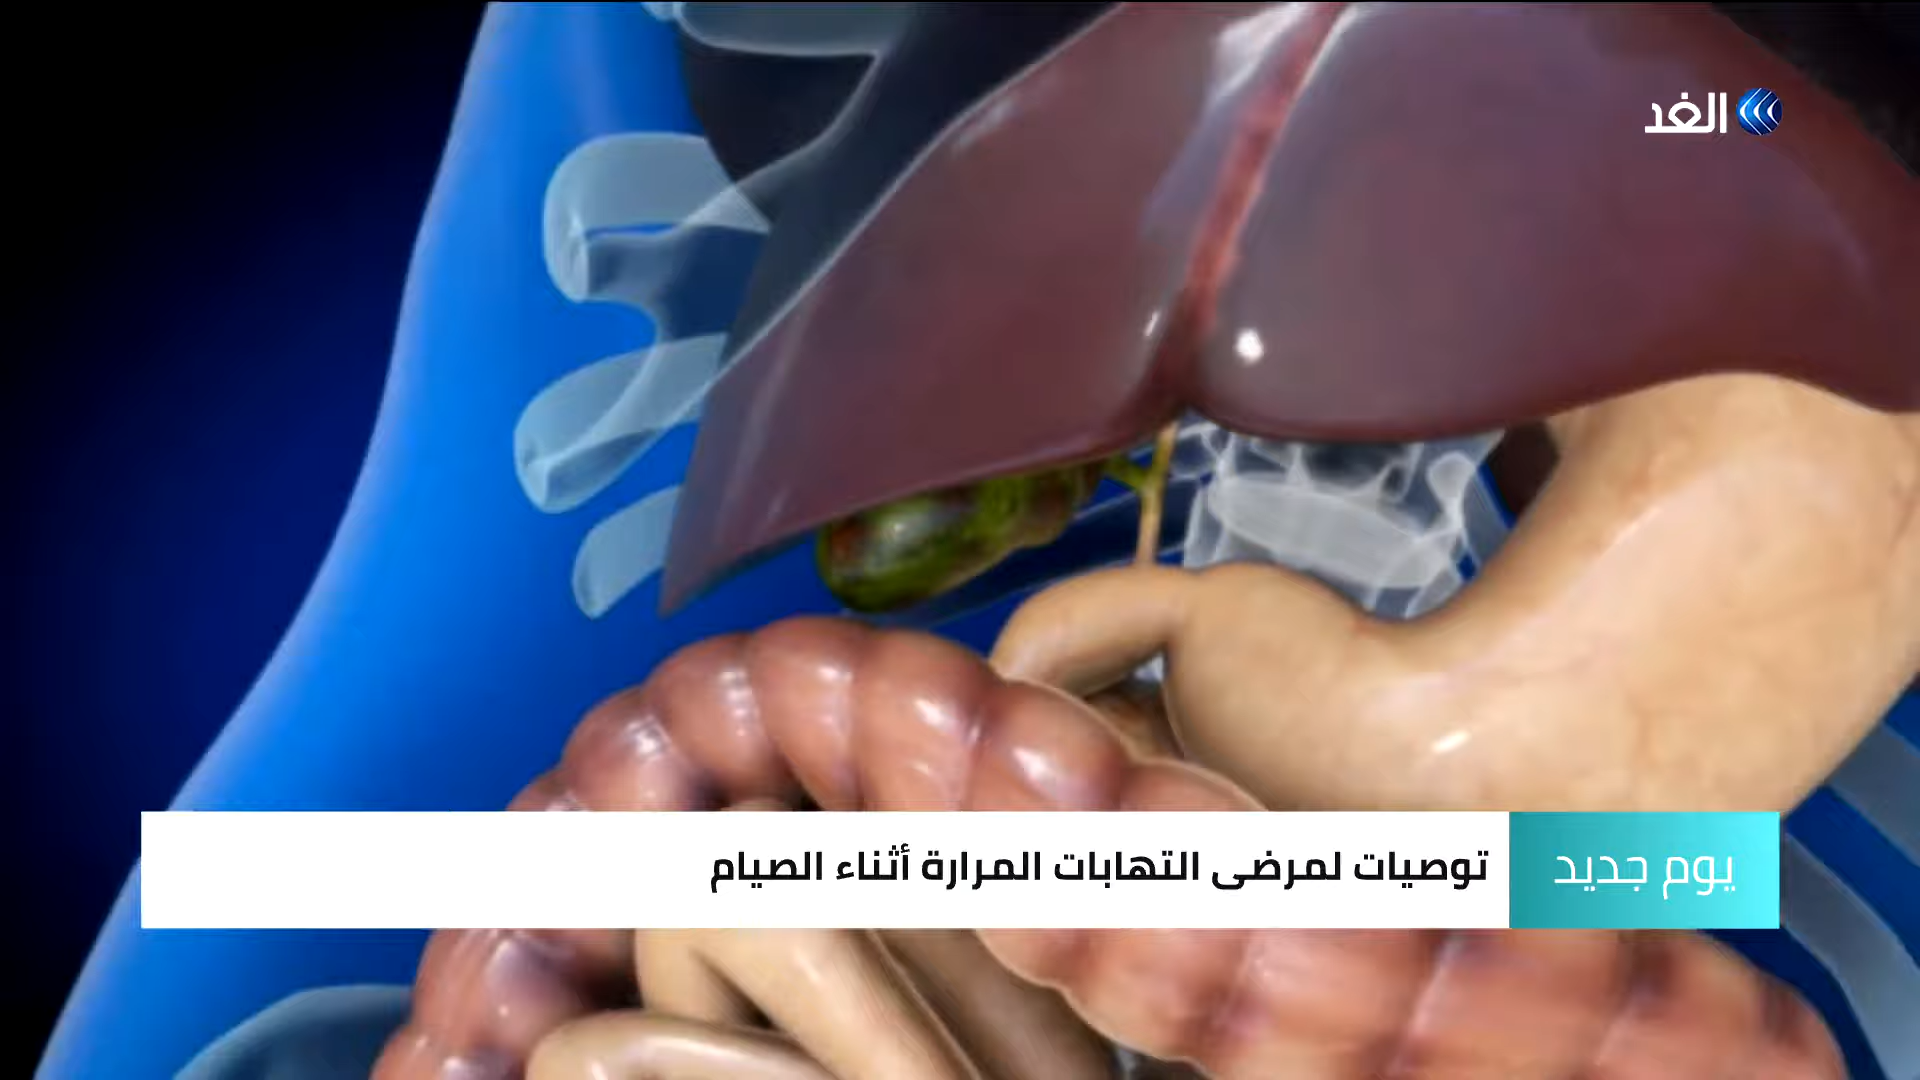 الغد
يوم جديد
توصيات لمرضى التهابات المرارة أثناء الصيام